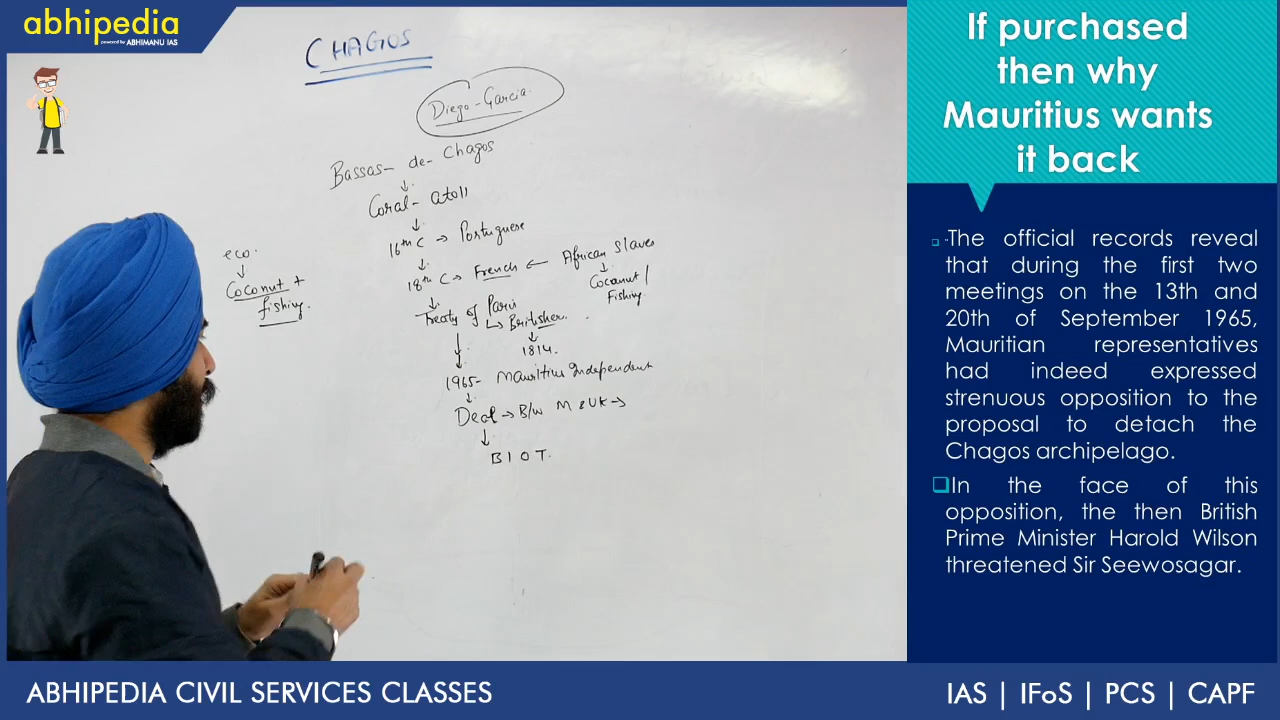 abhipedia
powered by ABHIMANU IAS
CHAGOS
Diego-Garcia
Bassas- de- Chagos
↓
Coral- atoll
↓
16th C → Portuguese
↓
18th C → French ← African Slaves
↓
Coconut /
Fishing.
↓
Treaty of Paris
↳ Britisher.
↓
1814.
↓
1965- Mauritius Independent
↓
Deal → B/w M & UK →
↓
BIOT.
eco.
↓
Coconut +
fishing.
If purchased
then why
Mauritius wants
it back
The official records reveal
that during the first two
meetings on the 13th and
20th of September 1965,
Mauritian representatives
had indeed expressed
strenuous opposition to the
proposal to detach the
Chagos archipelago.
In the face of this
opposition, the then British
Prime Minister Harold Wilson
threatened Sir Seewosagar.
ABHIPEDIA CIVIL SERVICES CLASSES
IAS | IFoS | PCS | CAPF